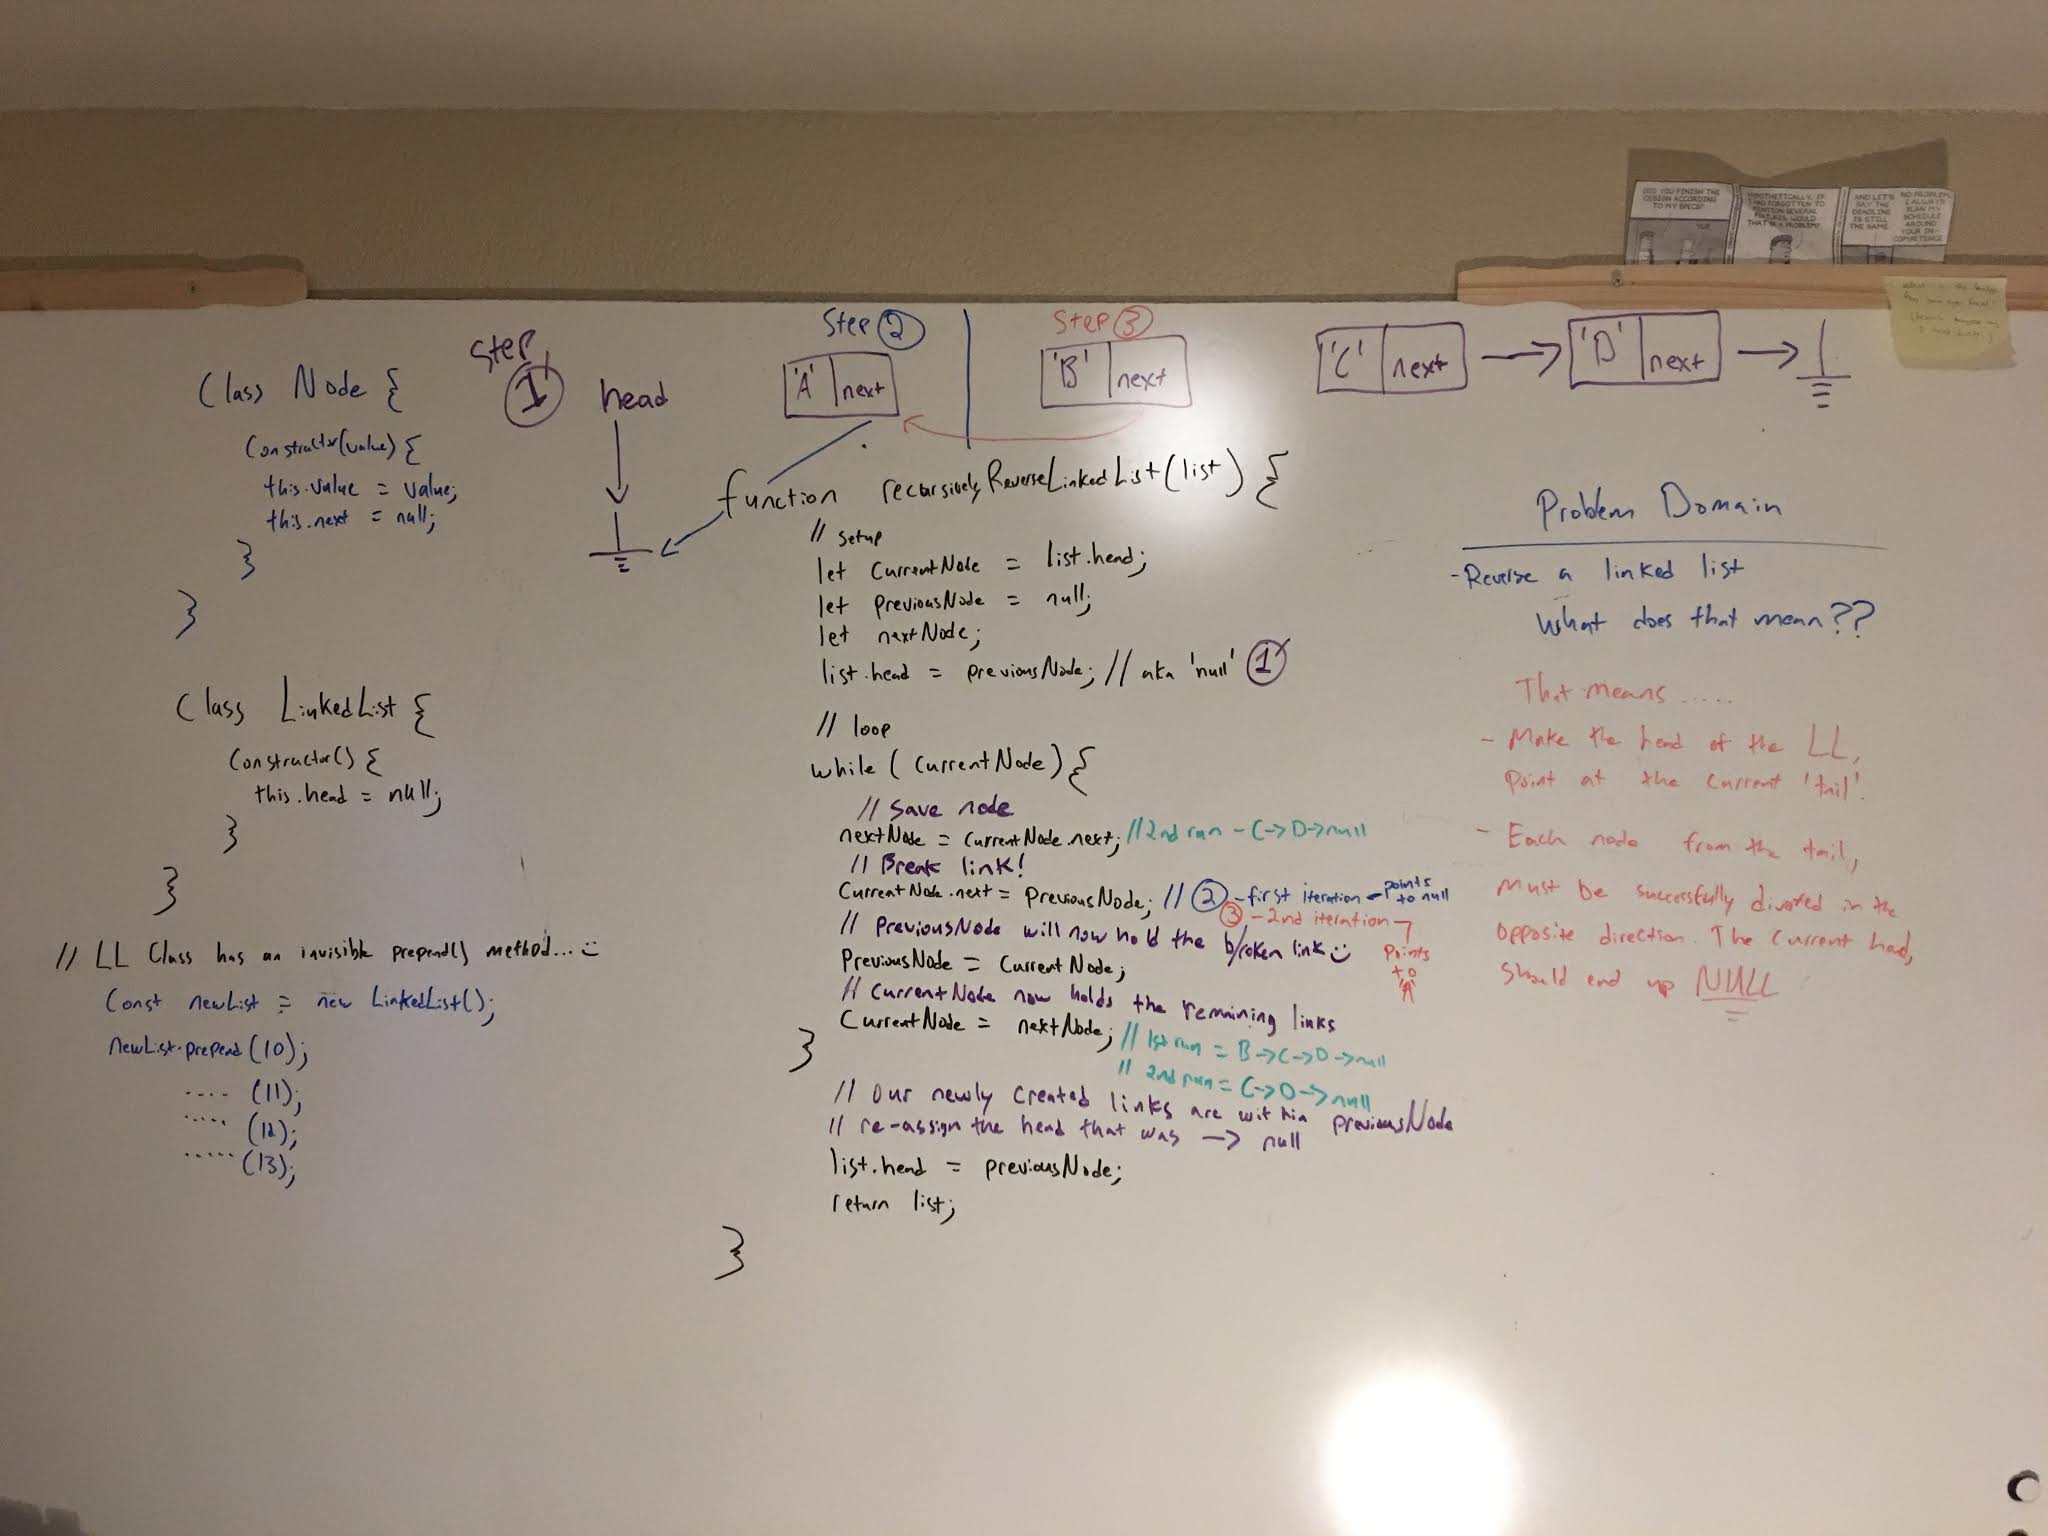 DID YOU FINISH THE
DESIGN ACCORDING
TO MY SPECS?
YUP.
HYPOTHETICALLY, IF
I HAD FORGOTTEN TO
MENTION SEVERAL
FEATURES, WOULD
THAT BE A PROBLEM?
AND LET'S
SAY THE
DEADLINE
IS STILL
THE SAME
NO PROBLEM.
I ALWAYS
PLAN MY
SCHEDULE
AROUND
YOUR IN-
COMPETENCE.
Step
1
head
Step 2
'A' next
Step 3
'B' next
'C' next
'D' next
Class Node {
Constructor(value) {
this.value = value;
this.next = null;
}
}
Class LinkedList {
Constructor() {
this.head = null;
}
}
// LL Class has an invisible prepend() method...
Const newList = new LinkedList();
newList.prepend(10);
.... (11);
..... (12);
..... (13);
function recursivelyReverseLinkedList(list) {
// setup
let currentNode = list.head;
let previousNode = null;
let nextNode;
list.head = previousNode; // aka 'null' 1
// loop
while (currentNode) {
// Save node
nextNode = currentNode.next; //2nd run - C->D->null
// Break link!
CurrentNode.next = previousNode; // 2 -first iteration - points to null
3 - 2nd iteration
points
to
'A'
// previousNode will now hold the broken link
previousNode = CurrentNode;
// CurrentNode now holds the remaining links
CurrentNode = nextNode; // 1st run = B->C->D->null
// 2nd run = C->D->null
}
// Our newly created links are within previousNode
// re-assign the head that was -> null
list.head = previousNode;
return list;
}
Problem Domain
- Reverse a linked list
What does that mean??
That means .....
- Make the head of the LL,
point at the current 'tail'.
- Each node from the tail,
must be successfully divoted in the
opposite direction. The current head,
should end up NULL